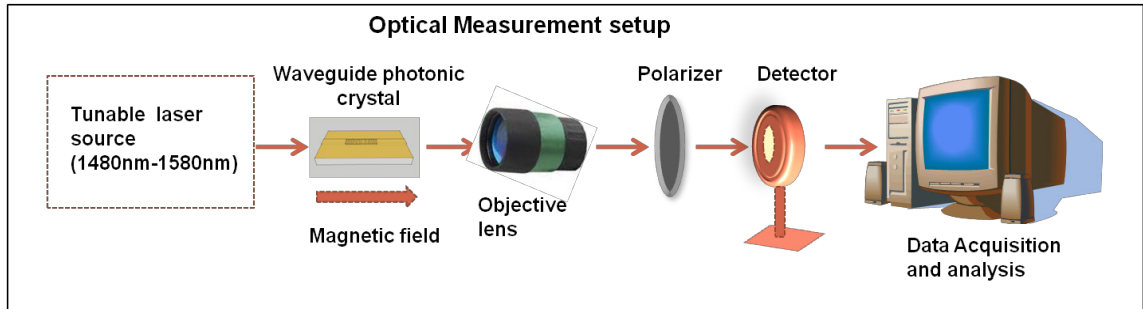 Optical Measurement setup
Tunable laser
source
(1480nm-1580nm)
Waveguide photonic
crystal
Magnetic field
Objective
lens
Polarizer
Detector
Data Acquisition
and analysis